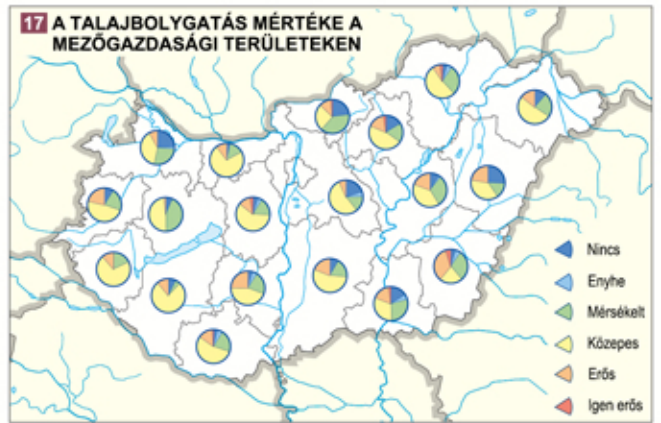 17 A TALAJBOLYGATÁS MÉRTÉKE A
MEZŐGAZDASÁGI TERÜLETEKEN
Nincs
Enyhe
Mérsékelt
Közepes
Erős
Igen erős